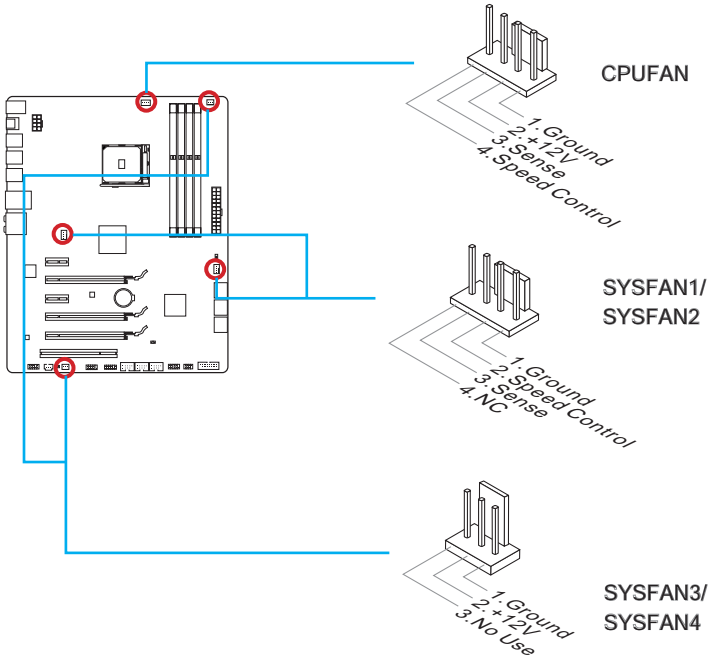 CPUFAN
1.Ground
2.+12V
3.Sense
4.Speed Control
SYSFAN1/
SYSFAN2
1.Ground
2.Speed Control
3.Sense
4.NC
SYSFAN3/
SYSFAN4
1.Ground
2.+12V
3.No Use